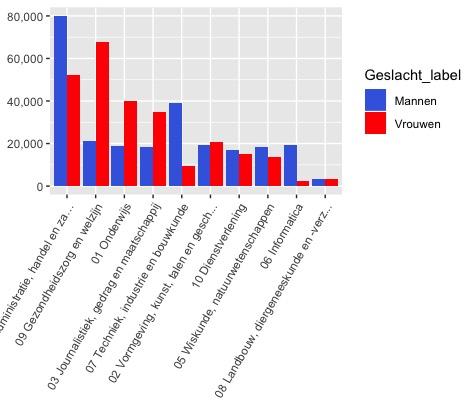 80,000
60,000
40,000
20,000
0
administratie, handel en za...
09 Gezondheidszorg en welzijn
01 Onderwijs
03 Journalistiek, gedrag en maatschappij
07 Techniek, industrie en bouwkunde
02 Vormgeving, kunst, talen en gesch...
10 Dienstverlening
05 Wiskunde, natuurwetenschappen
06 Informatica
08 Landbouw, diergeneeskunde en -verz...
Geslacht_label
Mannen
Vrouwen